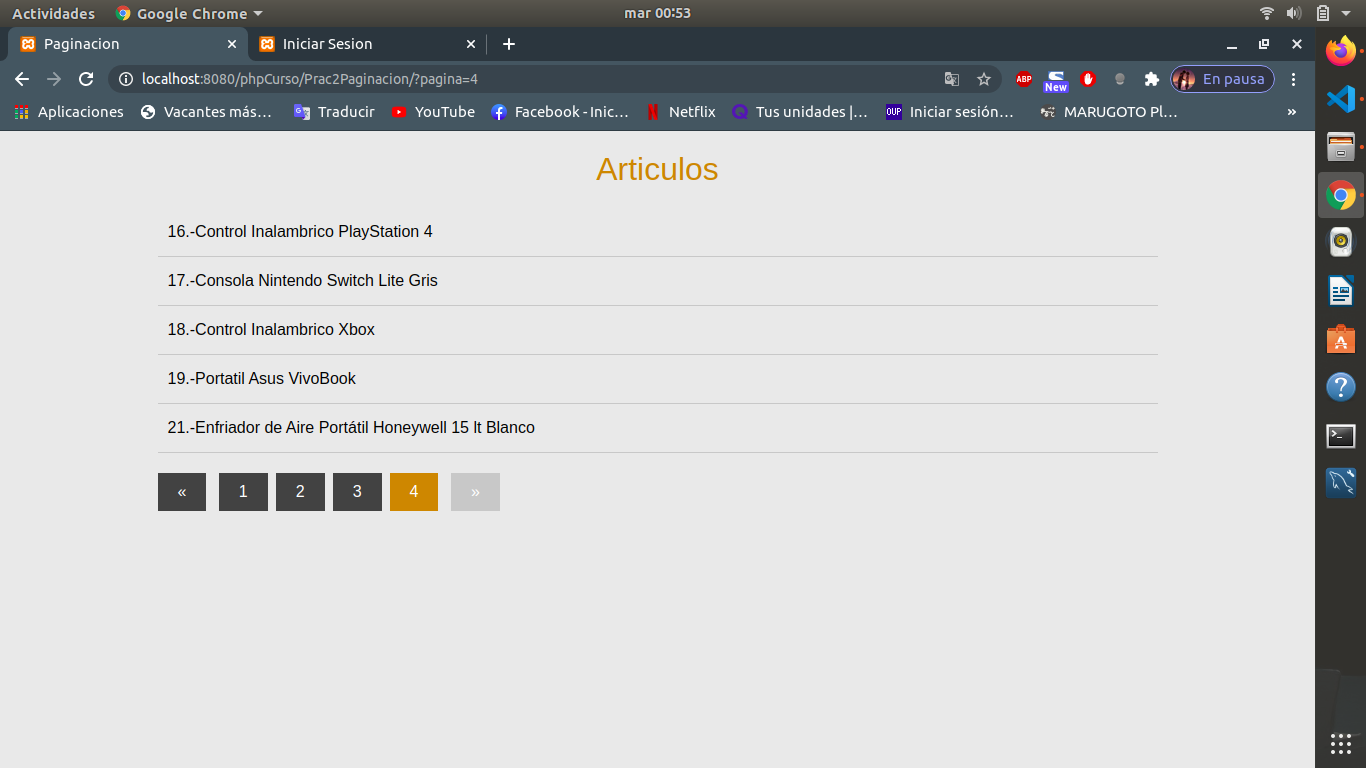 Actividades Google Chrome mar 00:53
Paginacion Iniciar Sesion
localhost:8080/phpCurso/Prac2Paginacion/?pagina=4 ABP New En pausa
Aplicaciones Vacantes más… Traducir YouTube Facebook - Inic… Netflix Tus unidades |… OUP Iniciar sesión… MARUGOTO Pl… »
Articulos
16.-Control Inalambrico PlayStation 4
17.-Consola Nintendo Switch Lite Gris
18.-Control Inalambrico Xbox
19.-Portatil Asus VivoBook
21.-Enfriador de Aire Portátil Honeywell 15 lt Blanco
« 1 2 3 4 »